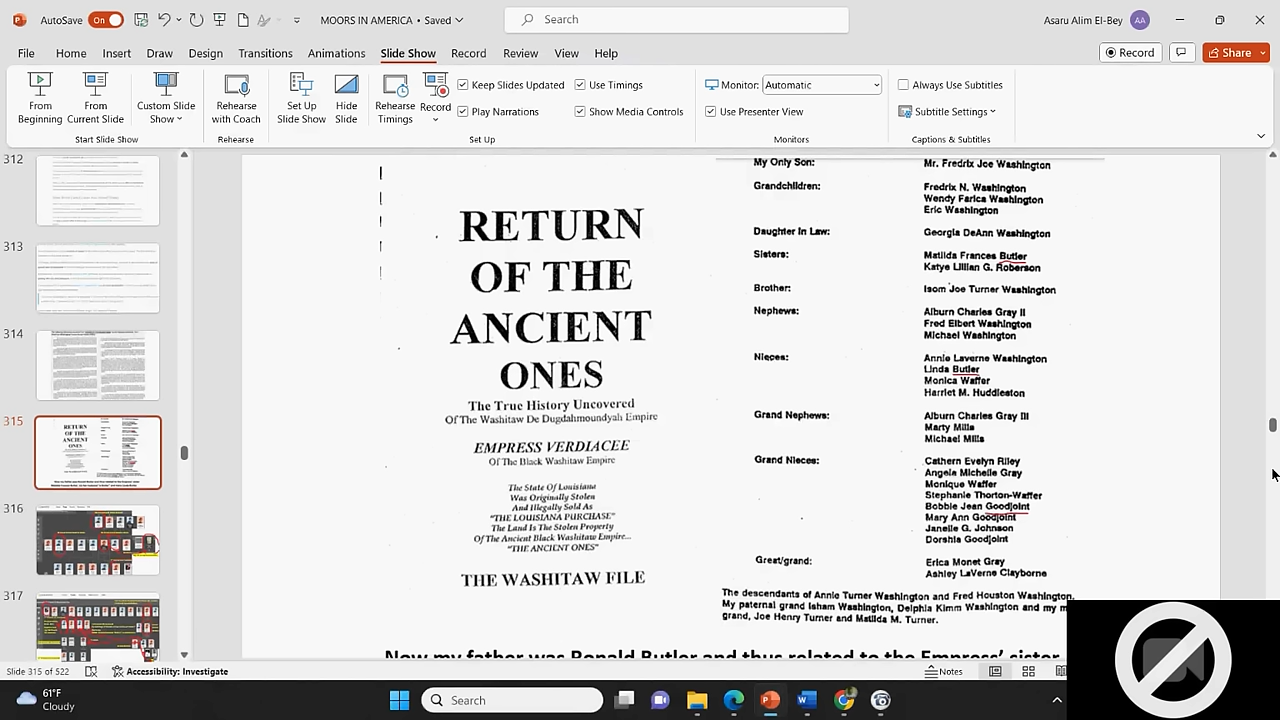 AutoSave On MOORS IN AMERICA • Saved Search Asaru Alim El-Bey AA
File Home Insert Draw Design Transitions Animations Slide Show Record Review View Help Record Share
From Beginning
From Current Slide
Custom Slide Show
Rehearse with Coach
Set Up Slide Show
Hide Slide
Rehearse Timings
Record
Keep Slides Updated
Play Narrations
Use Timings
Show Media Controls
Monitor: Automatic
Use Presenter View
Always Use Subtitles
Subtitle Settings
Start Slide Show Rehearse Set Up Monitors Captions & Subtitles
312
313
314
315
316
317
RETURN
OF THE
ANCIENT
ONES
The True History Uncovered
Of The Washitaw De Dugdahmoundyah Empire
EMPRESS VERDIACEE
Of The Black Washitaw Empire
The State Of Louisiana
Was Originally Stolen
And Illegally Sold As
"THE LOUISIANA PURCHASE"
The Land Is The Stolen Property
Of The Ancient Black Washitaw Empire...
"THE ANCIENT ONES"
THE WASHITAW FILE
My Only Son: Mr. Fredrix Joe Washington
Grandchildren: Fredrix N. Washington
Wendy Farica Washington
Eric Washington
Daughter In Law: Georgia DeAnn Washington
Sisters: Matilda Frances Butler
Katye Lillian G. Roberson
Brother: Isom Joe Turner Washington
Nephews: Alburn Charles Gray II
Fred Elbert Washington
Michael Washington
Nieces: Annie Laverne Washington
Linda Butler
Monica Waffer
Harriet M. Huddleston
Grand Nephews: Alburn Charles Gray III
Marty Mills
Michael Mills
Grand Nieces: Cathern Evelyn Riley
Angela Michelle Gray
Monique Waffer
Stephanie Thorton-Waffer
Bobbie Jean Goodjoint
Mary Ann Goodjoint
Janelle G. Johnson
Dorshia Goodjoint
Great/grand: Erica Monet Gray
Ashley LaVerne Clayborne
The descendants of Annie Turner Washington and Fred Houston Washington.
My paternal grand Isham Washington, Delphia Kimm Washington and my m
grand, Joe Henry Turner and Matilda M. Turner.
Now my father was Ronald Butler and thus related to the Empress' sister
Slide 315 of 522 Accessibility: Investigate Notes
61°F
Cloudy
Search